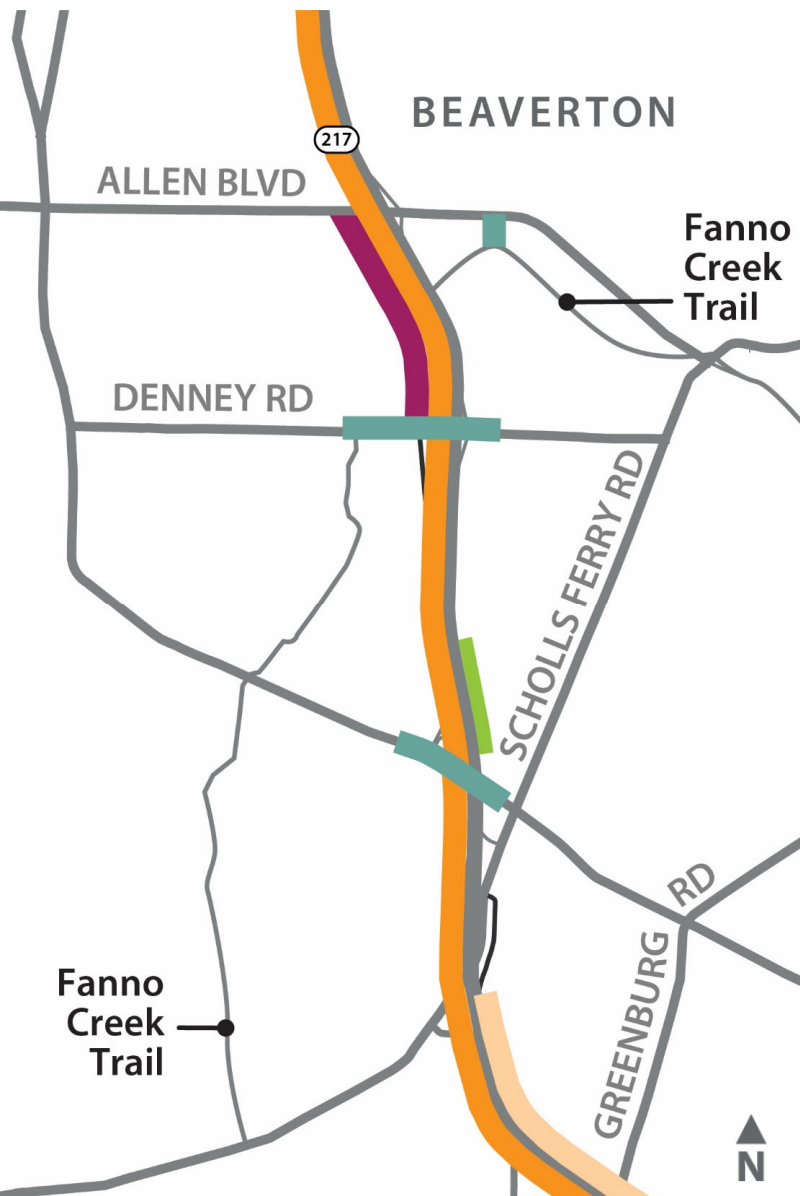 BEAVERTON
217
ALLEN BLVD
Fanno
Creek
Trail
DENNEY RD
SCHOLLS FERRY RD
GREENBURG RD
Fanno
Creek
Trail
N